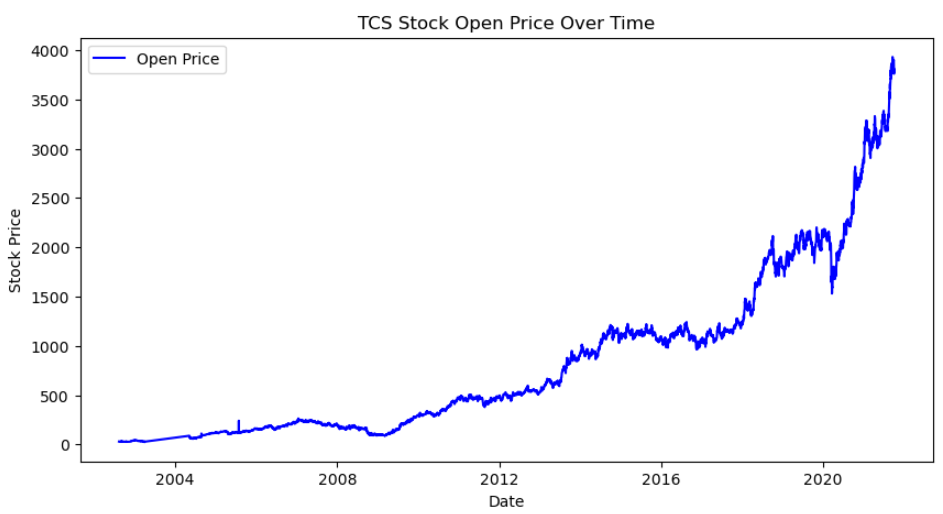 TCS Stock Open Price Over Time
Open Price
4000
3500
3000
2500
2000
1500
1000
500
0
Stock Price
2004 2008 2012 2016 2020
Date